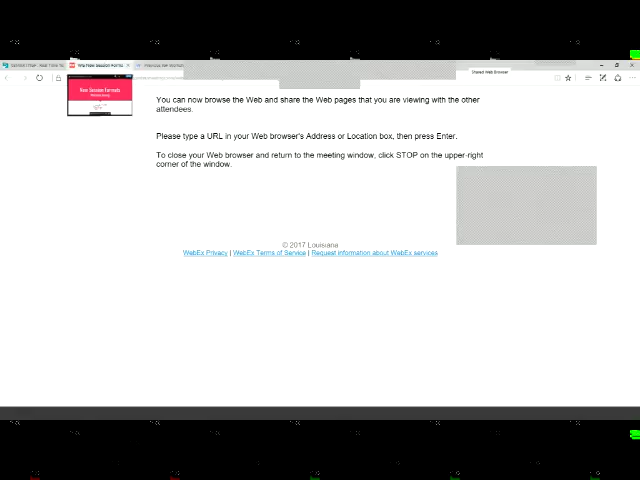 Shared Web Browser
New Session Formats
You can now browse the Web and share the Web pages that you are viewing with the other
attendees.
Please type a URL in your Web browser's Address or Location box, then press Enter.
To close your Web browser and return to the meeting window, click STOP on the upper-right
corner of the window.
© 2017 Louisiana
WebEx Privacy | WebEx Terms of Service | Request information about WebEx services